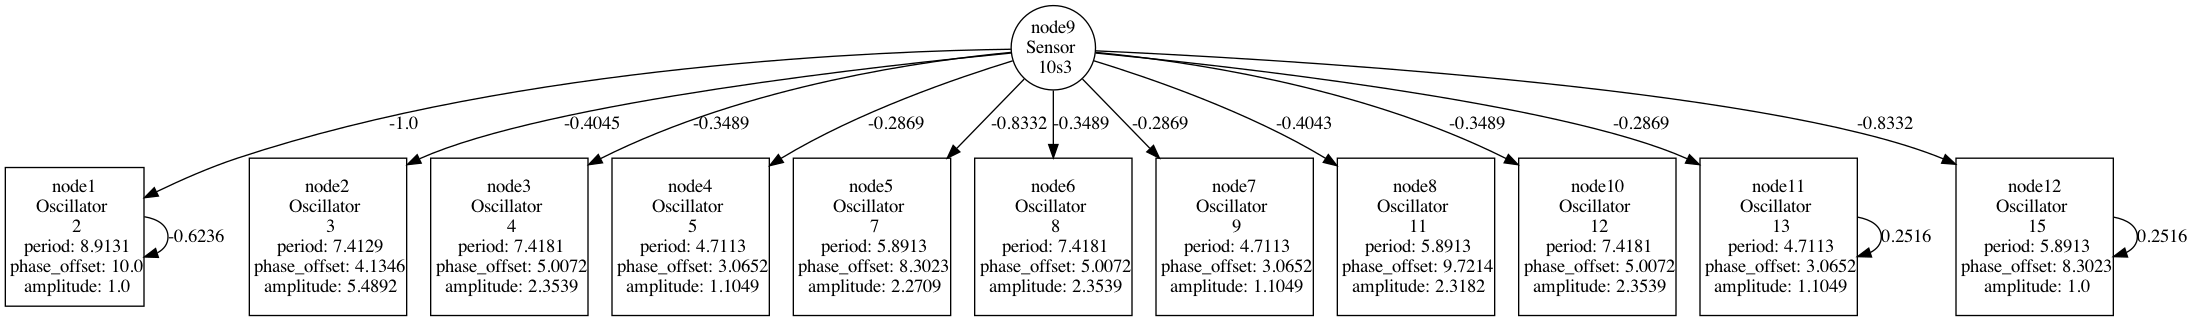 node9
Sensor
10s3
-1.0
-0.4045
-0.3489
-0.2869
-0.8332
-0.3489
-0.2869
-0.4043
-0.3489
-0.2869
-0.8332
node1
Oscillator
2
period: 8.9131
phase_offset: 10.0
amplitude: 1.0
-0.6236
node2
Oscillator
3
period: 7.4129
phase_offset: 4.1346
amplitude: 5.4892
node3
Oscillator
4
period: 7.4181
phase_offset: 5.0072
amplitude: 2.3539
node4
Oscillator
5
period: 4.7113
phase_offset: 3.0652
amplitude: 1.1049
node5
Oscillator
7
period: 5.8913
phase_offset: 8.3023
amplitude: 2.2709
node6
Oscillator
8
period: 7.4181
phase_offset: 5.0072
amplitude: 2.3539
node7
Oscillator
9
period: 4.7113
phase_offset: 3.0652
amplitude: 1.1049
node8
Oscillator
11
period: 5.8913
phase_offset: 9.7214
amplitude: 2.3182
node10
Oscillator
12
period: 7.4181
phase_offset: 5.0072
amplitude: 2.3539
node11
Oscillator
13
period: 4.7113
phase_offset: 3.0652
amplitude: 1.1049
0.2516
node12
Oscillator
15
period: 5.8913
phase_offset: 8.3023
amplitude: 1.0
0.2516